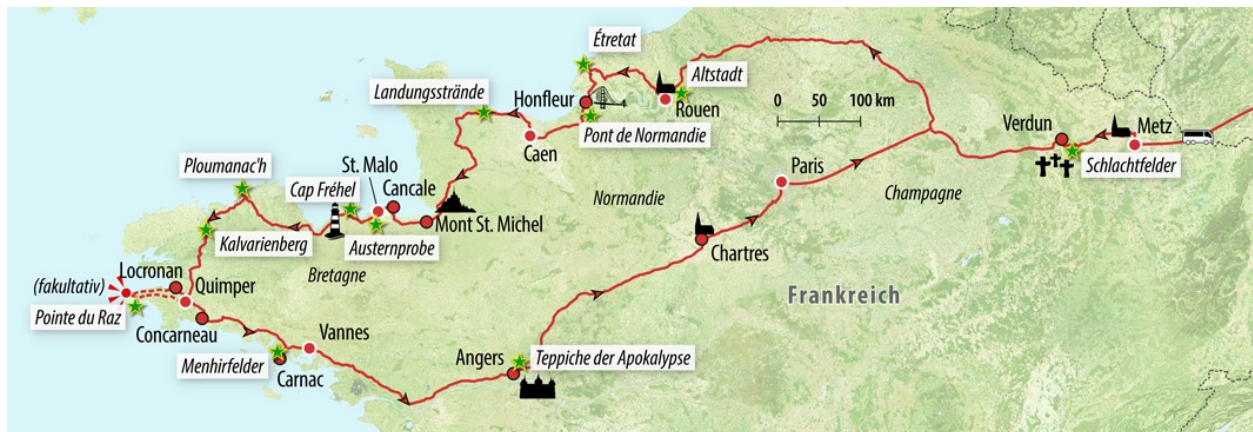 Étretat
Altstadt
Landungsstrände
Honfleur
Rouen
0 50 100 km
Pont de Normandie
Caen
Verdun
Metz
Schlachtfelder
Ploumanac'h
St. Malo
Cap Fréhel
Cancale
Paris
Normandie
Champagne
Mont St. Michel
Kalvarienberg
Austernprobe
Chartres
Bretagne
Locronan
(fakultativ)
Quimper
Frankreich
Pointe du Raz
Concarneau
Vannes
Menhirfelder
Angers
Teppiche der Apokalypse
Carnac